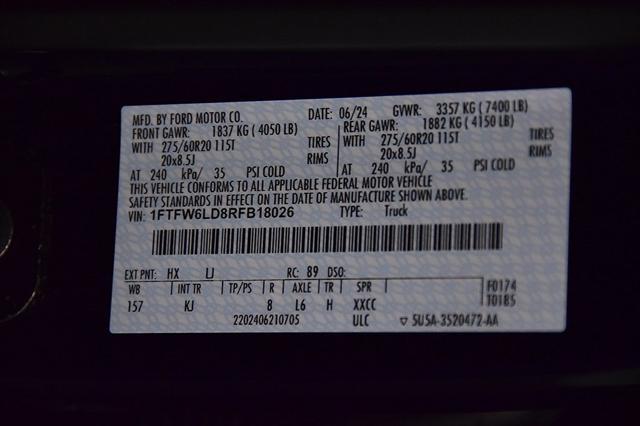 MFD. BY FORD MOTOR CO. DATE: 06/24 GVWR: 3357 KG ( 7400 LB)
FRONT GAWR: 1837 KG ( 4050 LB) REAR GAWR: 1882 KG ( 4150 LB)
WITH 275/60R20 115T TIRES WITH 275/60R20 115T TIRES
20x8.5J RIMS 20x8.5J RIMS
AT 240 kPa/ 35 PSI COLD AT 240 kPa/ 35 PSI COLD
THIS VEHICLE CONFORMS TO ALL APPLICABLE FEDERAL MOTOR VEHICLE
SAFETY STANDARDS IN EFFECT ON THE DATE OF MANUFACTURE SHOWN ABOVE
VIN: 1FTFW6LD8RFB18026 TYPE: Truck
EXT PNT: HX LJ RC: 89 DSO:
WB INT TR TP/PS R AXLE TR SPR F0174
157 KJ 8 L6 H XXCC T0185
2202406210705 ULC ▽ SU5A-3520472-AA